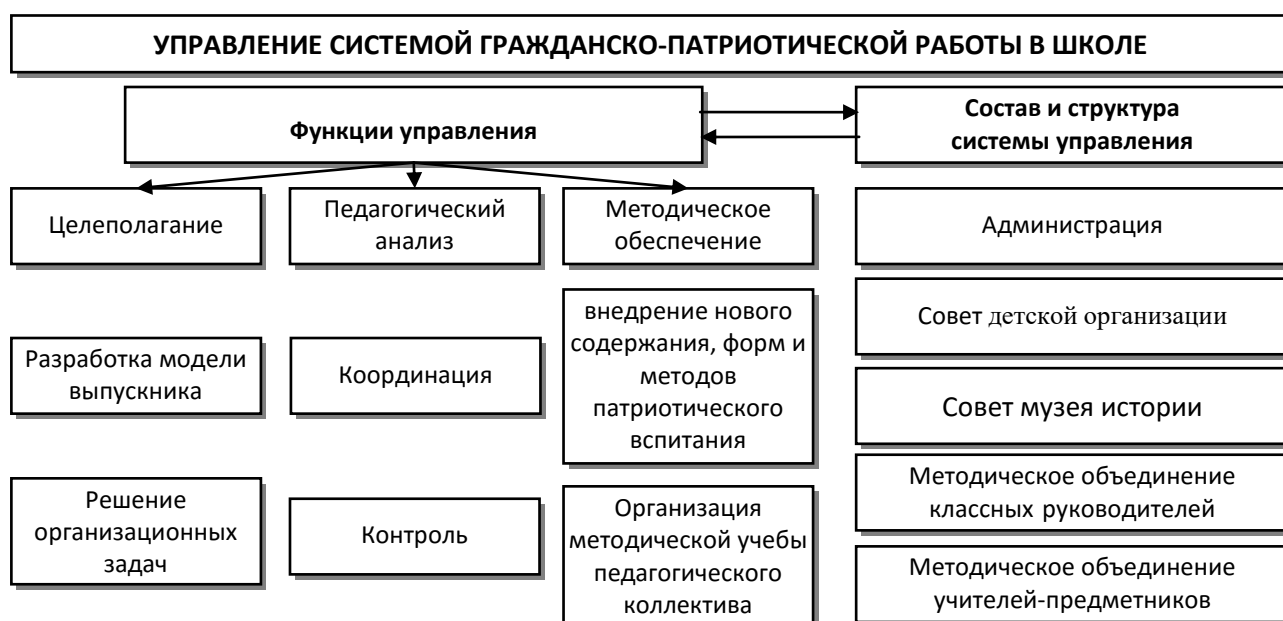 УПРАВЛЕНИЕ СИСТЕМОЙ ГРАЖДАНСКО-ПАТРИОТИЧЕСКОЙ РАБОТЫ В ШКОЛЕ
Функции управления
Состав и структура
системы управления
Целеполагание
Педагогический
анализ
Методическое
обеспечение
Администрация
Разработка модели
выпускника
Координация
внедрение нового
содержания, форм и
методов
патриотического
вспитания
Совет детской организации
Совет музея истории
Решение
организационных
задач
Контроль
Организация
методической учебы
педагогического
коллектива
Методическое объединение
классных руководителей
Методическое объединение
учителей-предметников